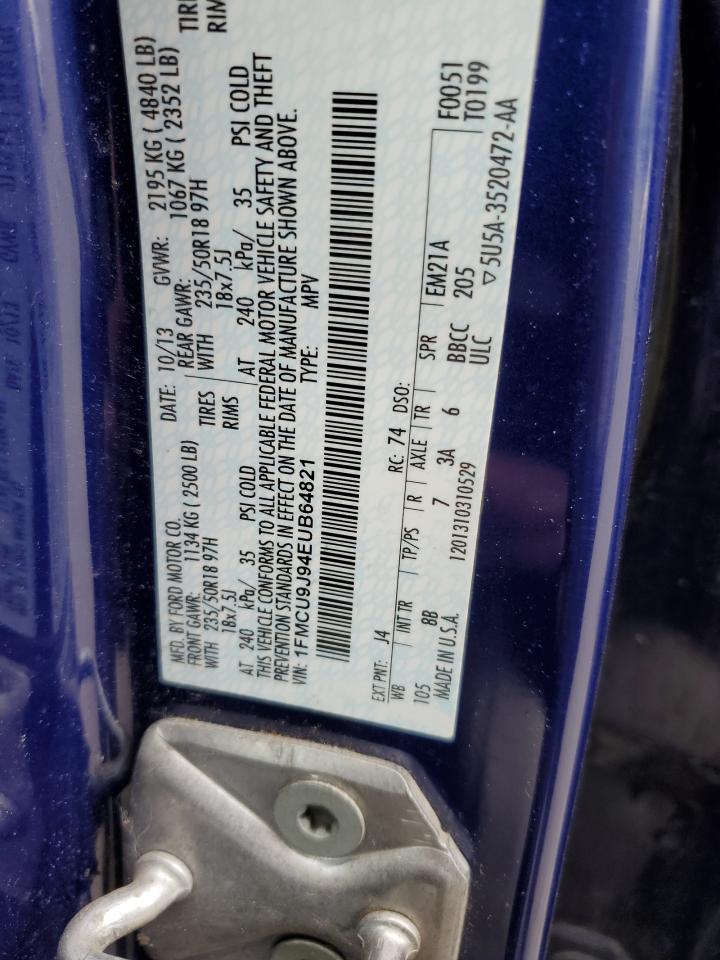 MFD. BY FORD MOTOR CO.
DATE: 10/13 GVWR: 2195 KG ( 4840 LB)
FRONT GAWR: 1134 KG ( 2500 LB) REAR GAWR: 1067 KG ( 2352 LB)
WITH 235/50R18 97H TIRES WITH 235/50R18 97H TIRE
18x7.5J RIMS 18x7.5J RIM
AT 240 kPa/ 35 PSI COLD AT 240 kPa/ 35 PSI COLD
THIS VEHICLE CONFORMS TO ALL APPLICABLE FEDERAL MOTOR VEHICLE SAFETY AND THEFT
PREVENTION STANDARDS IN EFFECT ON THE DATE OF MANUFACTURE SHOWN ABOVE.
VIN: 1FMCU9J94EUB64821 TYPE: MPV
EXT PNT: J4 RC: 74 DSO: F0051
WB INT TR TP/PS R AXLE TR SPR EM21A T0199
105 8B 7 3A 6 BBCC 205
MADE IN U.S.A. 1201310310529 ULC ▽5U5A-3520472-AA